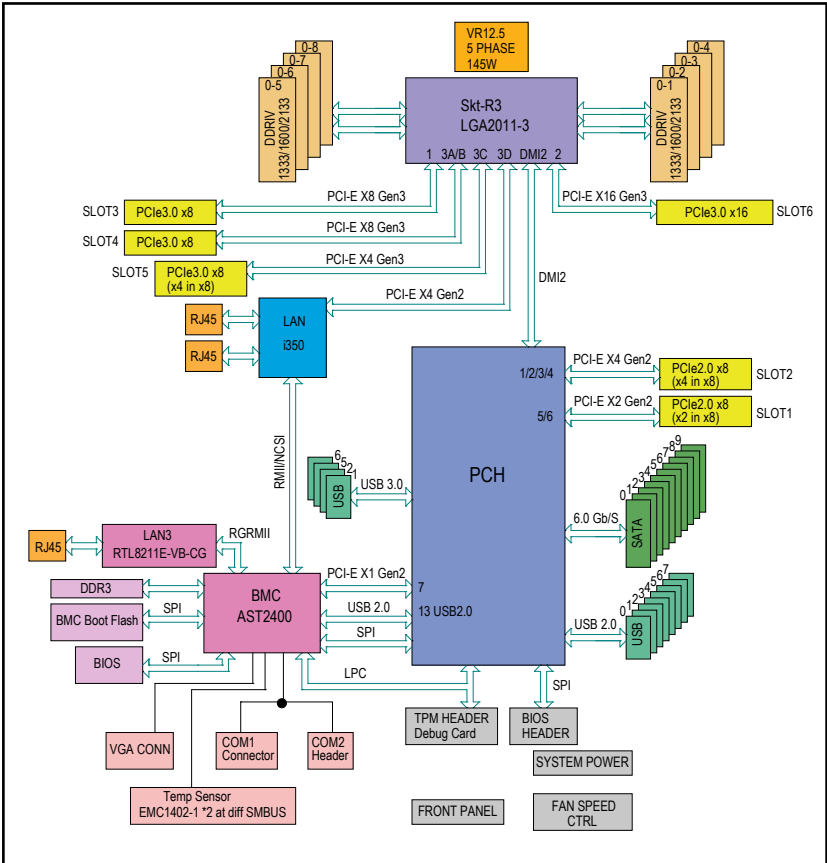 VR12.5
5 PHASE
145W
0-8
0-7
0-6
0-5
DDRIV
1333/1600/2133
0-4
0-3
0-2
0-1
DDRIV
1333/1600/2133
Skt-R3
LGA2011-3
1 3A/B 3C 3D DMI2 2
PCI-E X8 Gen3
PCI-E X16 Gen3
SLOT3
PCIe3.0 x8
PCIe3.0 x16
SLOT6
PCI-E X8 Gen3
SLOT4
PCIe3.0 x8
PCI-E X4 Gen3
SLOT5
PCIe3.0 x8
(x4 in x8)
DMI2
PCI-E X4 Gen2
RJ45
LAN
i350
RJ45
1/2/3/4
PCI-E X4 Gen2
PCIe2.0 x8
(x4 in x8)
SLOT2
5/6
PCI-E X2 Gen2
PCIe2.0 x8
(x2 in x8)
SLOT1
RMII/NCSI
PCH
6
5
2
1
USB
USB 3.0
9
8
7
6
5
4
3
2
1
0
SATA
6.0 Gb/S
RJ45
LAN3
RTL8211E-VB-CG
RGRMII
DDR3
BMC
AST2400
PCI-E X1 Gen2
7
BMC Boot Flash
SPI
USB 2.0
13 USB2.0
SPI
BIOS
SPI
LPC
7
6
5
4
3
2
1
0
USB
USB 2.0
SPI
TPM HEADER
Debug Card
BIOS
HEADER
VGA CONN
COM1
Connector
COM2
Header
SYSTEM POWER
Temp Sensor
EMC1402-1 *2 at diff SMBUS
FRONT PANEL
FAN SPEED
CTRL